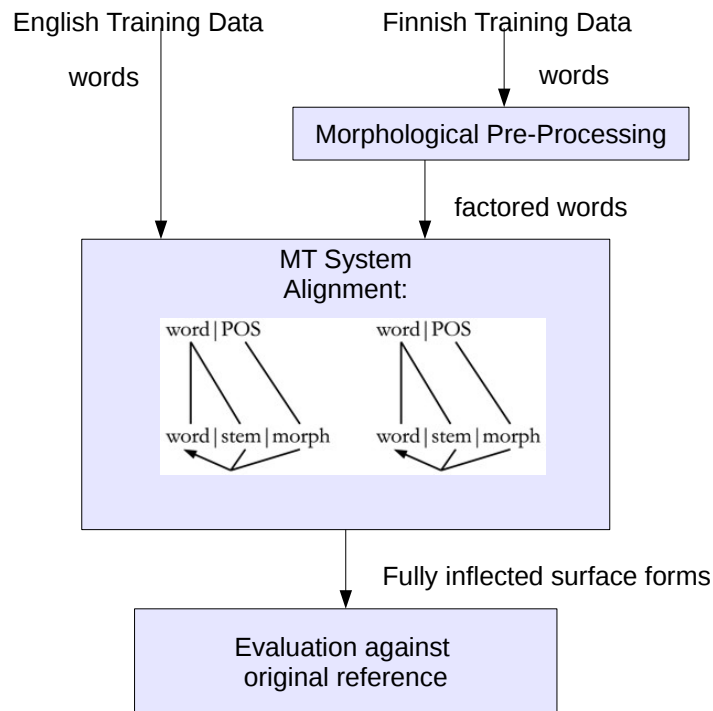 English Training Data
Finnish Training Data
words
words
Morphological Pre-Processing
factored words
MT System
Alignment:
word|POS
word|POS
word|stem|morph
word|stem|morph
Fully inflected surface forms
Evaluation against
original reference